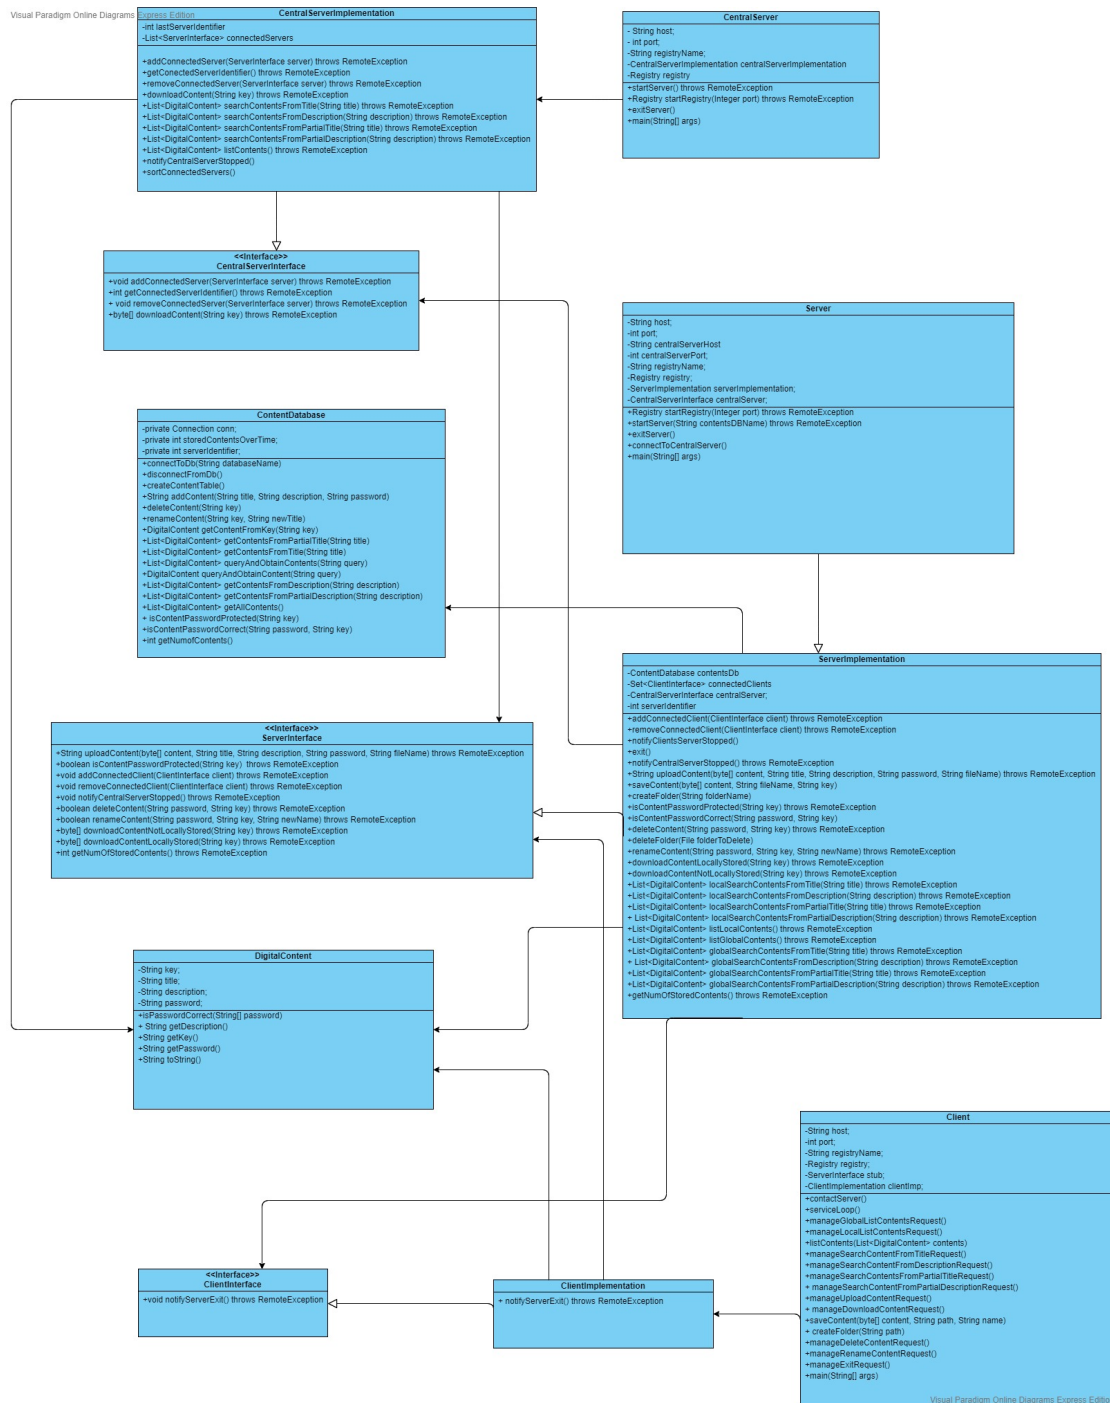 Visual Paradigm Online Diagrams Express Edition
CentralServerImplementation
-int lastServerIdentifier
-List<ServerInterface> connectedServers
+addConnectedServer(ServerInterface server) throws RemoteException
+getConectedServerIdentifier() throws RemoteException
+removeConnectedServer(ServerInterface server) throws RemoteException
+downloadContent(String key) throws RemoteException
+List<DigitalContent> searchContentsFromTitle(String title) throws RemoteException
+List<DigitalContent> searchContentsFromDescription(String description) throws RemoteException
+List<DigitalContent> searchContentsFromPartialTitle(String title) throws RemoteException
+List<DigitalContent> searchContentsFromPartialDescription(String description) throws RemoteException
+List<DigitalContent> listContents() throws RemoteException
+notifyCentralServerStopped()
+sortConnectedServers()
CentralServer
- String host;
- int port;
-String registryName;
-CentralServerImplementation centralServerImplementation
-Registry registry
+startServer() throws RemoteException
+Registry startRegistry(Integer port) throws RemoteException
+exitServer()
+main(String[] args)
<<Interface>>
CentralServerInterface
+void addConnectedServer(ServerInterface server) throws RemoteException
+int getConnectedServerIdentifier() throws RemoteException
+ void removeConnectedServer(ServerInterface server) throws RemoteException
+byte[] downloadContent(String key) throws RemoteException
Server
-String host;
-int port;
-String centralServerHost
-int centralServerPort;
-String registryName;
-Registry registry;
-ServerImplementation serverImplementation;
-CentralServerInterface centralServer;
+Registry startRegistry(Integer port) throws RemoteException
+startServer(String contentsDBName) throws RemoteException
+exitServer()
+connectToCentralServer()
+main(String[] args)
ContentDatabase
-private Connection conn;
-private int storedContentsOverTime;
-private int serverIdentifier;
+connectToDb(String databaseName)
+disconnectFromDb()
+createContentTable()
+String addContent(String title, String description, String password)
+deleteContent(String key)
+renameContent(String key, String newTitle)
+DigitalContent getContentFromKey(String key)
+List<DigitalContent> getContentsFromPartialTitle(String title)
+List<DigitalContent> getContentsFromTitle(String title)
+List<DigitalContent> queryAndObtainContents(String query)
+DigitalContent queryAndObtainContent(String query)
+List<DigitalContent> getContentsFromDescription(String description)
+List<DigitalContent> getContentsFromPartialDescription(String description)
+List<DigitalContent> getAllContents()
+ isContentPasswordProtected(String key)
+isContentPasswordCorrect(String password, String key)
+int getNumofContents()
ServerImplementation
-ContentDatabase contentsDb
-Set<ClientInterface> connectedClients
-CentralServerInterface centralServer;
-int serverIdentifier
+addConnectedClient(ClientInterface client) throws RemoteException
+removeConnectedClient(ClientInterface client) throws RemoteException
+notifyClientsServerStopped()
+exit()
+notifyCentralServerStopped() throws RemoteException
+String uploadContent(byte[] content, String title, String description, String password, String fileName) throws RemoteException
+saveContent(byte[] content, String fileName, String key)
+createFolder(String folderName)
+isContentPasswordProtected(String key) throws RemoteException
+isContentPasswordCorrect(String password, String key)
+deleteContent(String password, String key) throws RemoteException
+deleteFolder(File folderToDelete)
+renameContent(String password, String key, String newName) throws RemoteException
+downloadContentLocallyStored(String key) throws RemoteException
+downloadContentNotLocallyStored(String key) throws RemoteException
+List<DigitalContent> localSearchContentsFromTitle(String title) throws RemoteException
+List<DigitalContent> localSearchContentsFromDescription(String description) throws RemoteException
+List<DigitalContent> localSearchContentsFromPartialTitle(String title) throws RemoteException
+ List<DigitalContent> localSearchContentsFromPartialDescription(String description) throws RemoteException
+List<DigitalContent> listLocalContents() throws RemoteException
+List<DigitalContent> listGlobalContents() throws RemoteException
+List<DigitalContent> globalSearchContentsFromTitle(String title) throws RemoteException
+ List<DigitalContent> globalSearchContentsFromDescription(String description) throws RemoteException
+List<DigitalContent> globalSearchContentsFromPartialTitle(String title) throws RemoteException
+List<DigitalContent> globalSearchContentsFromPartialDescription(String description) throws RemoteException
+getNumOfStoredContents() throws RemoteException
<<Interface>>
ServerInterface
+String uploadContent(byte[] content, String title, String description, String password, String fileName) throws RemoteException
+boolean isContentPasswordProtected(String key) throws RemoteException
+void addConnectedClient(ClientInterface client) throws RemoteException
+void removeConnectedClient(ClientInterface client) throws RemoteException
+void notifyCentralServerStopped() throws RemoteException
+boolean deleteContent(String password, String key) throws RemoteException
+boolean renameContent(String password, String key, String newName) throws RemoteException
+byte[] downloadContentNotLocallyStored(String key) throws RemoteException
+byte[] downloadContentLocallyStored(String key) throws RemoteException
+int getNumOfStoredContents() throws RemoteException
DigitalContent
-String key;
-String title;
-String description;
-String password;
+isPasswordCorrect(String[] password)
+ String getDescription()
+String getKey()
+String getPassword()
+String toString()
Client
-String host;
-int port;
-String registryName;
-Registry registry;
-ServerInterface stub;
-ClientImplementation clientImp;
+contactServer()
+serviceLoop()
+manageGlobalListContentsRequest()
+manageLocalListContentsRequest()
+listContents(List<DigitalContent> contents)
+manageSearchContentFromTitleRequest()
+manageSearchContentFromDescriptionRequest()
+manageSearchContentsFromPartialTitleRequest()
+ manageSearchContentFromPartialDescriptionRequest()
+manageUploadContentRequest()
+ manageDownloadContentRequest()
+saveContent(byte[] content, String path, String name)
+ createFolder(String path)
+manageDeleteContentRequest()
+manageRenameContentRequest()
+manageExitRequest()
+main(String[] args)
<<Interface>>
ClientInterface
+void notifyServerExit() throws RemoteException
ClientImplementation
+ notifyServerExit() throws RemoteException
Visual Paradigm Online Diagrams Express Edition